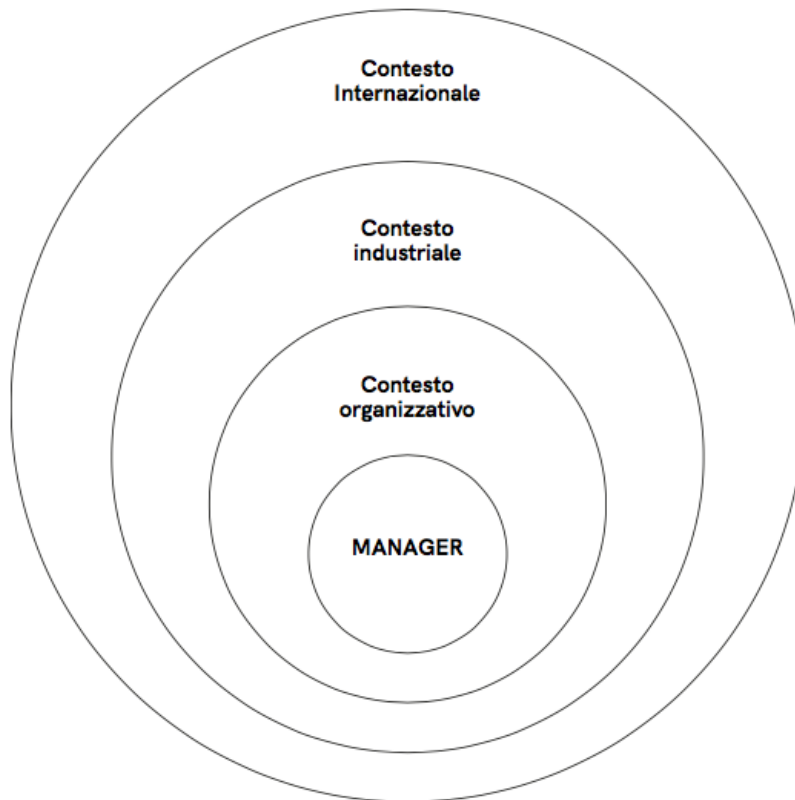 Contesto
Internazionale
Contesto
industriale
Contesto
organizzativo
MANAGER